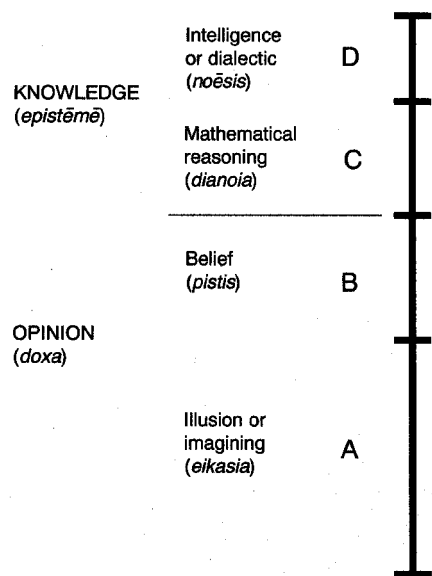 Intelligence
or dialectic
(noēsis)
D
KNOWLEDGE
(epistēmē)
Mathematical
reasoning
(dianoia)
C
Belief
(pistis)
B
OPINION
(doxa)
Illusion or
imagining
(eikasia)
A